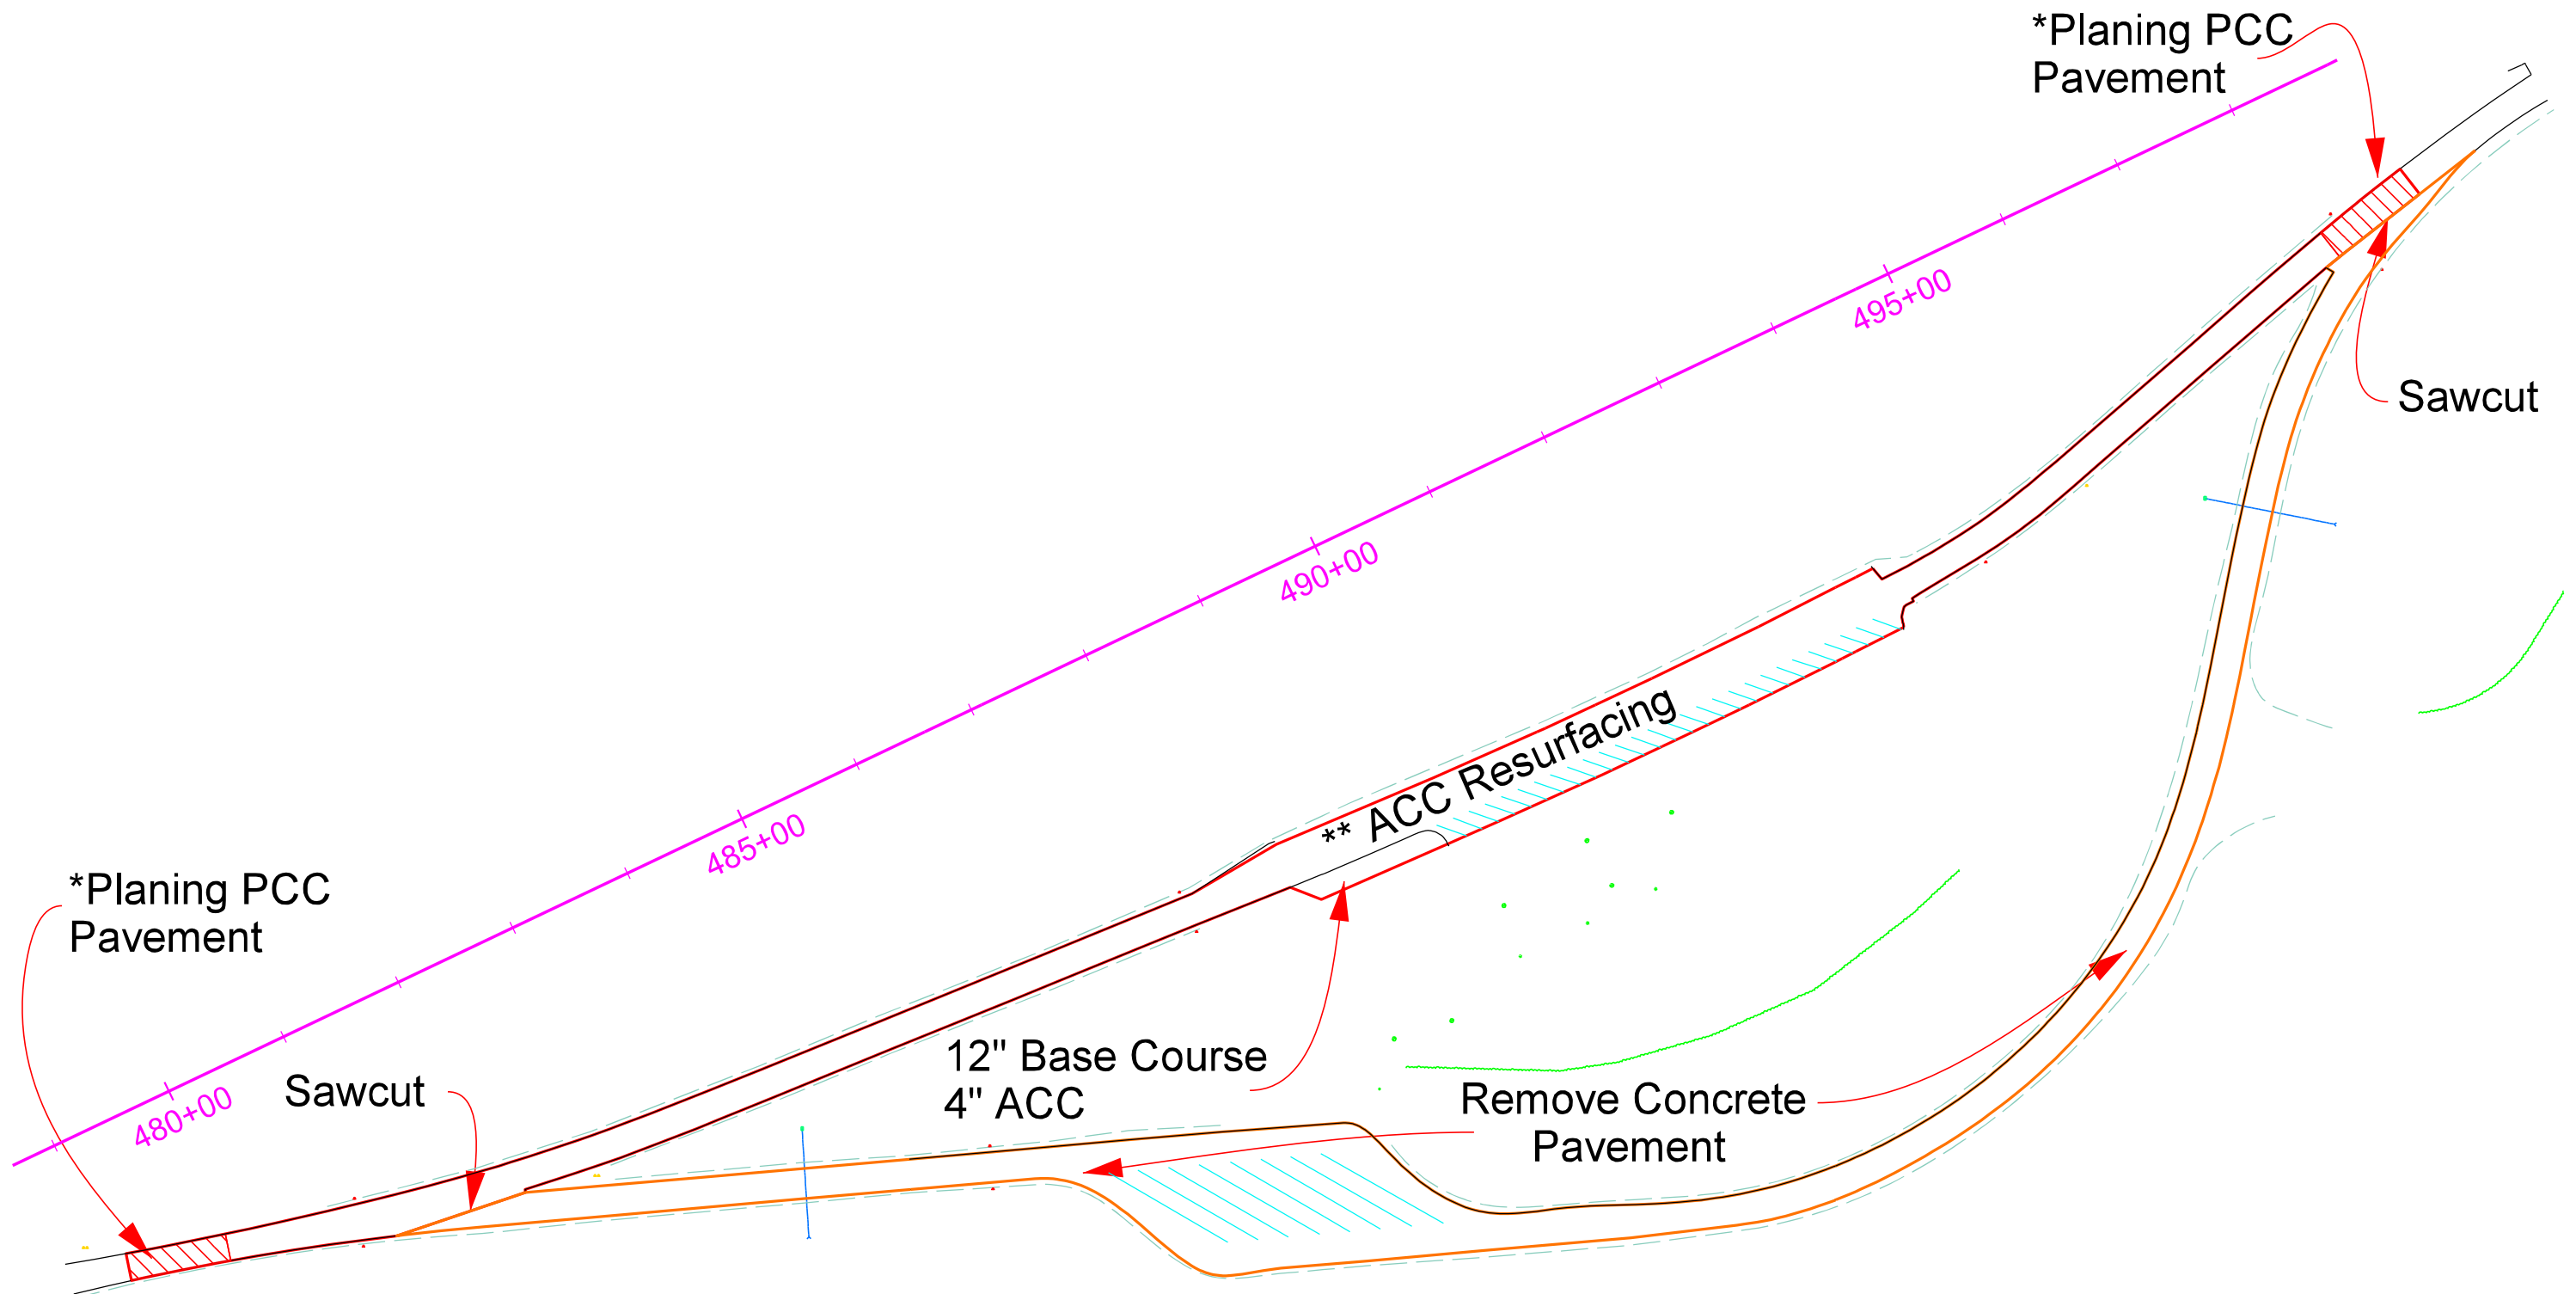 *Planing PCC
Pavement
495+00
Sawcut
490+00
** ACC Resurfacing
485+00
*Planing PCC
Pavement
480+00
Sawcut
12" Base Course
4" ACC
Remove Concrete
Pavement